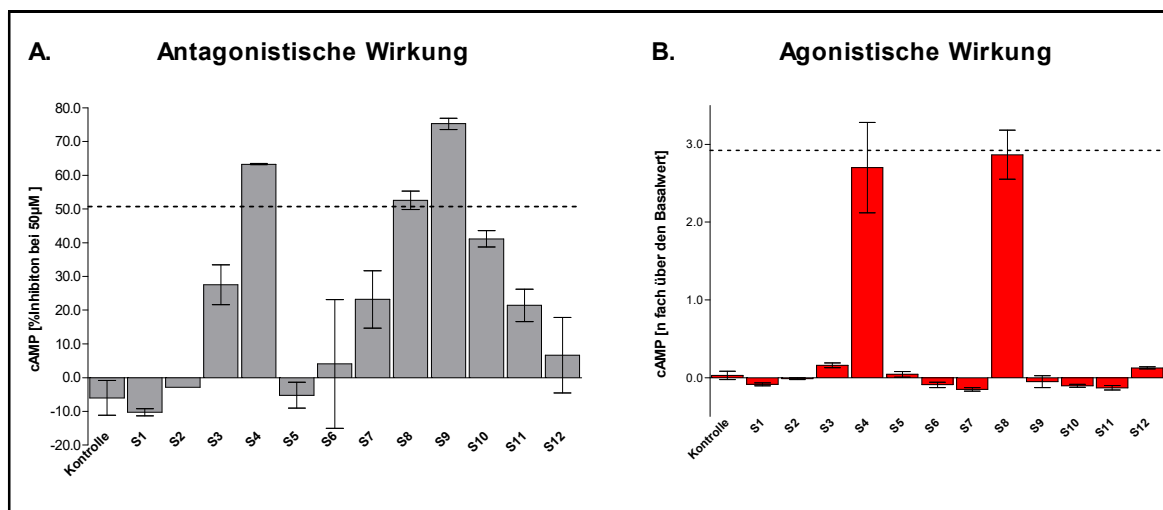 A. Antagonistische Wirkung
cAMP [%Inhibiton bei 50µM ]
80.0
70.0
60.0
50.0
40.0
30.0
20.0
10.0
0.0
-10.0
-20.0
Kontrolle S1 S2 S3 S4 S5 S6 S7 S8 S9 S10 S11 S12
B. Agonistische Wirkung
cAMP [n fach über den Basalwert]
3.0
2.0
1.0
0.0
Kontrolle S1 S2 S3 S4 S5 S6 S7 S8 S9 S10 S11 S12